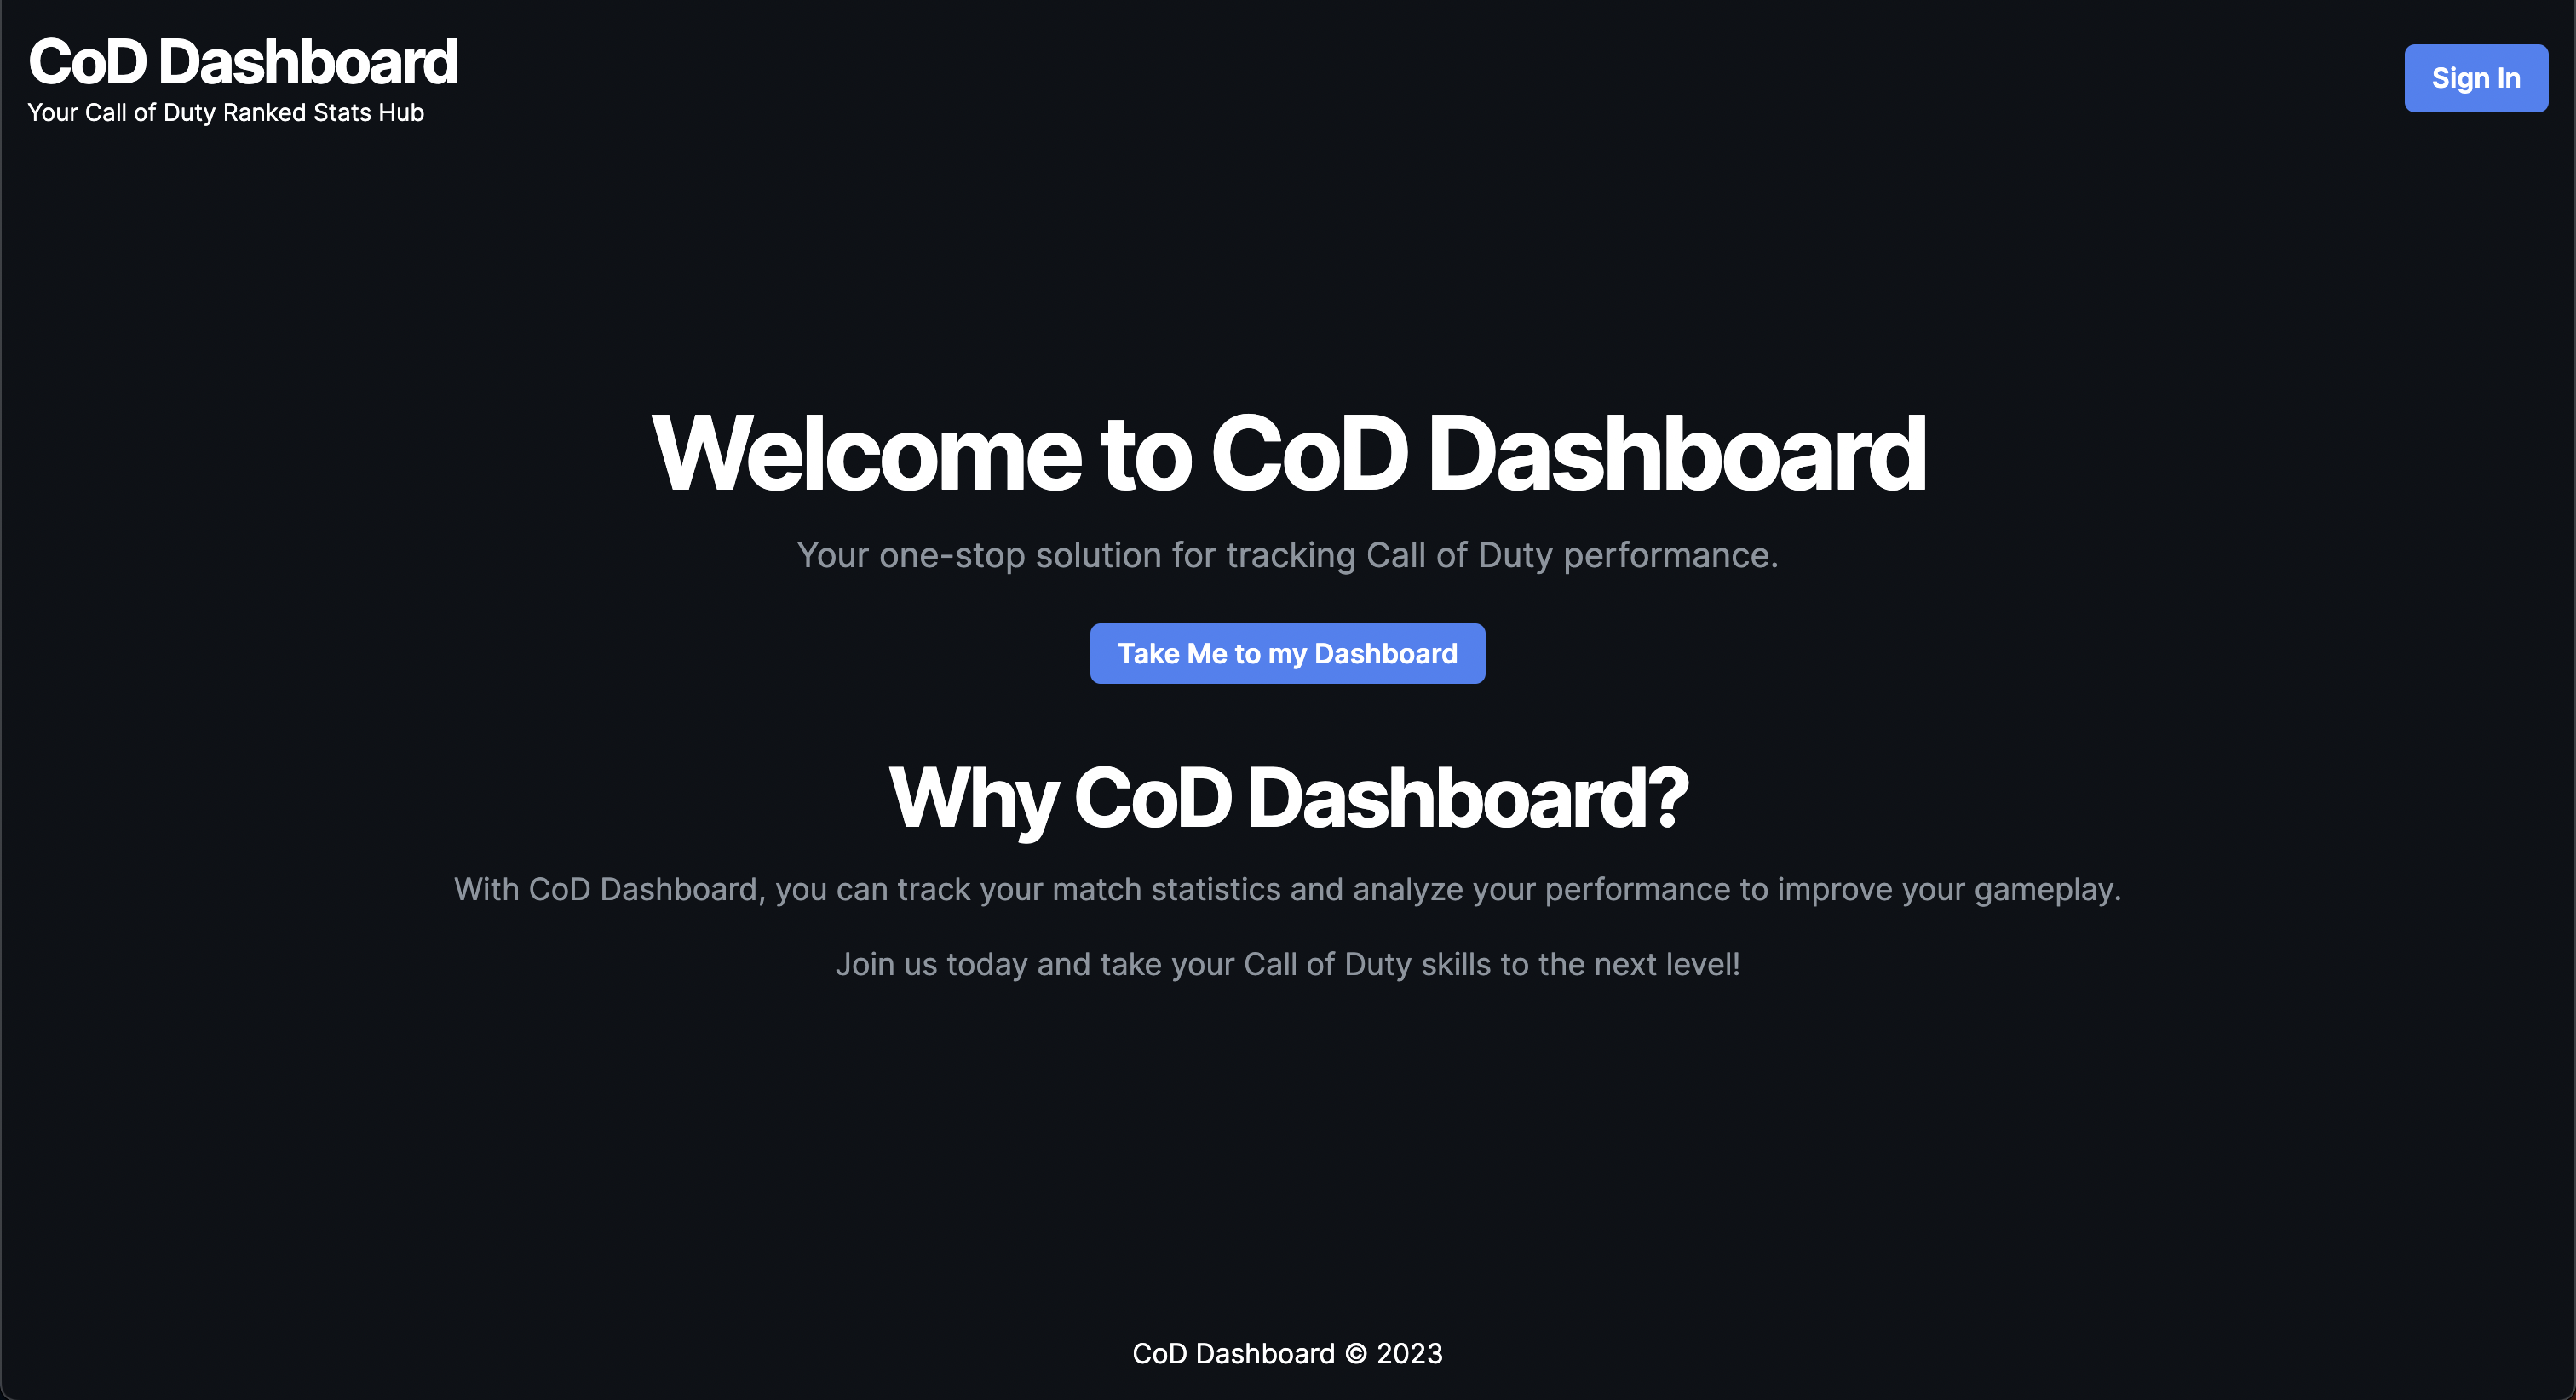 CoD Dashboard
Your Call of Duty Ranked Stats Hub
Sign In
Welcome to CoD Dashboard
Your one-stop solution for tracking Call of Duty performance.
Take Me to my Dashboard
Why CoD Dashboard?
With CoD Dashboard, you can track your match statistics and analyze your performance to improve your gameplay.
Join us today and take your Call of Duty skills to the next level!
CoD Dashboard © 2023